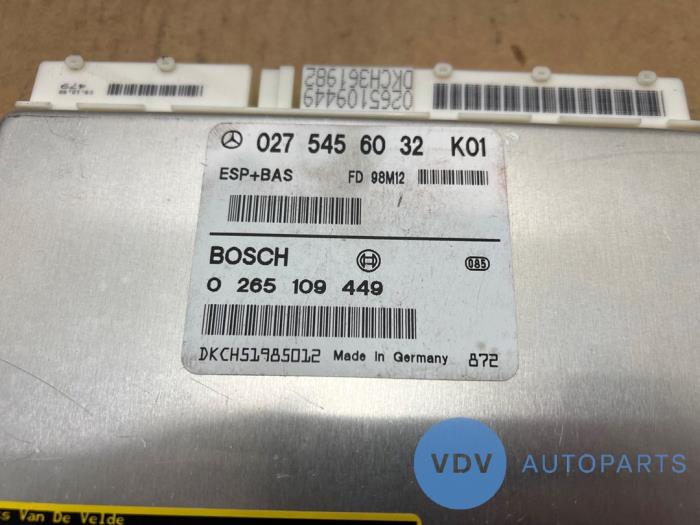 479
0265109449
DKCH361982
027 545 60 32 K01
ESP+BAS FD 98M12
BOSCH 085
0 265 109 449
DKCH51985012 Made in Germany 872
VDV AUTOPARTS
Van De Velde